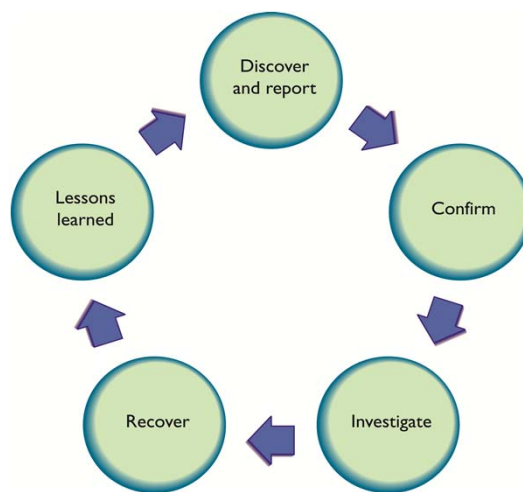 Discover
and report
Confirm
Investigate
Recover
Lessons
learned